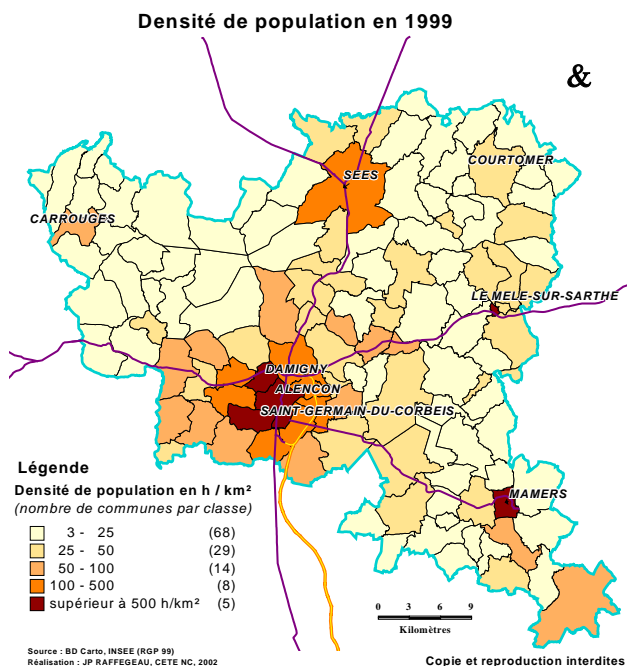 Densité de population en 1999
&
SEES
COURTOMER
CARROUGES
LE MELE-SUR-SARTHE
DAMIGNY
ALENCON
SAINT-GERMAIN-DU-CORBEIS
MAMERS
Légende
Densité de population en h / km²
(nombre de communes par classe)
3 - 25 (68)
25 - 50 (29)
50 - 100 (14)
100 - 500 (8)
supérieur à 500 h/km² (5)
0 3 6 9
Kilomètres
Source : BD Carto, INSEE (RGP 99)
Réalisation : JP RAFFEGEAU, CETE NC, 2002
Copie et reproduction interdites